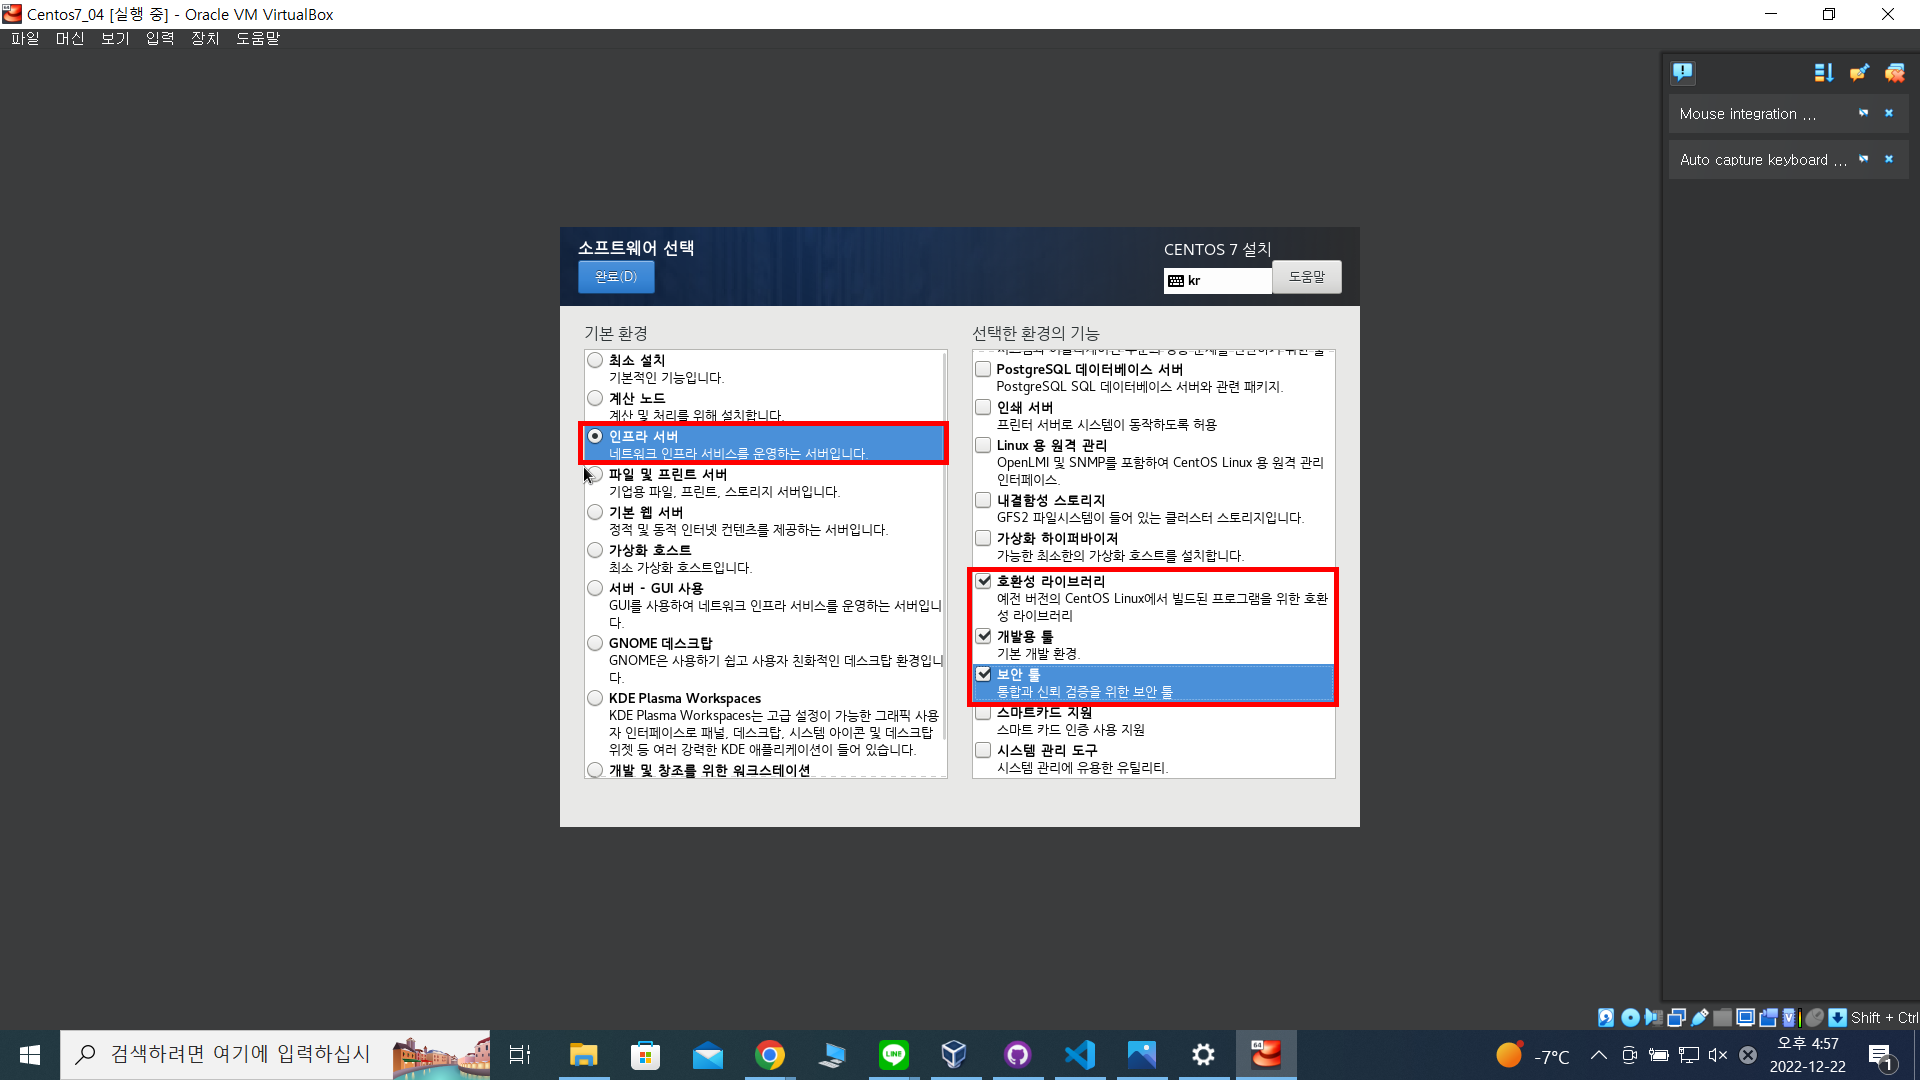 Centos7_04 [실행 중] - Oracle VM VirtualBox
파일 머신 보기 입력 장치 도움말
Mouse integration ...
Auto capture keyboard ...
소프트웨어 선택
완료(D)
CENTOS 7 설치
kr
도움말
기본 환경
최소 설치
기본적인 기능입니다.
계산 노드
계산 및 처리를 위해 설치합니다.
인프라 서버
네트워크 인프라 서비스를 운영하는 서버입니다.
파일 및 프린트 서버
기업용 파일, 프린트, 스토리지 서버입니다.
기본 웹 서버
정적 및 동적 인터넷 컨텐츠를 제공하는 서버입니다.
가상화 호스트
최소 가상화 호스트입니다.
서버 - GUI 사용
GUI를 사용하여 네트워크 인프라 서비스를 운영하는 서버입니
다.
GNOME 데스크탑
GNOME은 사용하기 쉽고 사용자 친화적인 데스크탑 환경입니
다.
KDE Plasma Workspaces
KDE Plasma Workspaces는 고급 설정이 가능한 그래픽 사용
자 인터페이스로 패널, 데스크탑, 시스템 아이콘 및 데스크탑
위젯 등 여러 강력한 KDE 애플리케이션이 들어 있습니다.
개발 및 창조를 위한 워크스테이션
선택한 환경의 기능
PostgreSQL 데이터베이스 서버
PostgreSQL SQL 데이터베이스 서버와 관련 패키지.
인쇄 서버
프린터 서버로 시스템이 동작하도록 허용
Linux 용 원격 관리
OpenLMI 및 SNMP를 포함하여 CentOS Linux 용 원격 관리
인터페이스.
내결함성 스토리지
GFS2 파일시스템이 들어 있는 클러스터 스토리지입니다.
가상화 하이퍼바이저
가능한 최소한의 가상화 호스트를 설치합니다.
호환성 라이브러리
예전 버전의 CentOS Linux에서 빌드된 프로그램을 위한 호환
성 라이브러리
개발용 툴
기본 개발 환경.
보안 툴
통합과 신뢰 검증을 위한 보안 툴
스마트카드 지원
스마트 카드 인증 사용 지원
시스템 관리 도구
시스템 관리에 유용한 유틸리티.
Shift + Ctrl
검색하려면 여기에 입력하십시
LINE
64
-7°C
오후 4:57
2022-12-22
1